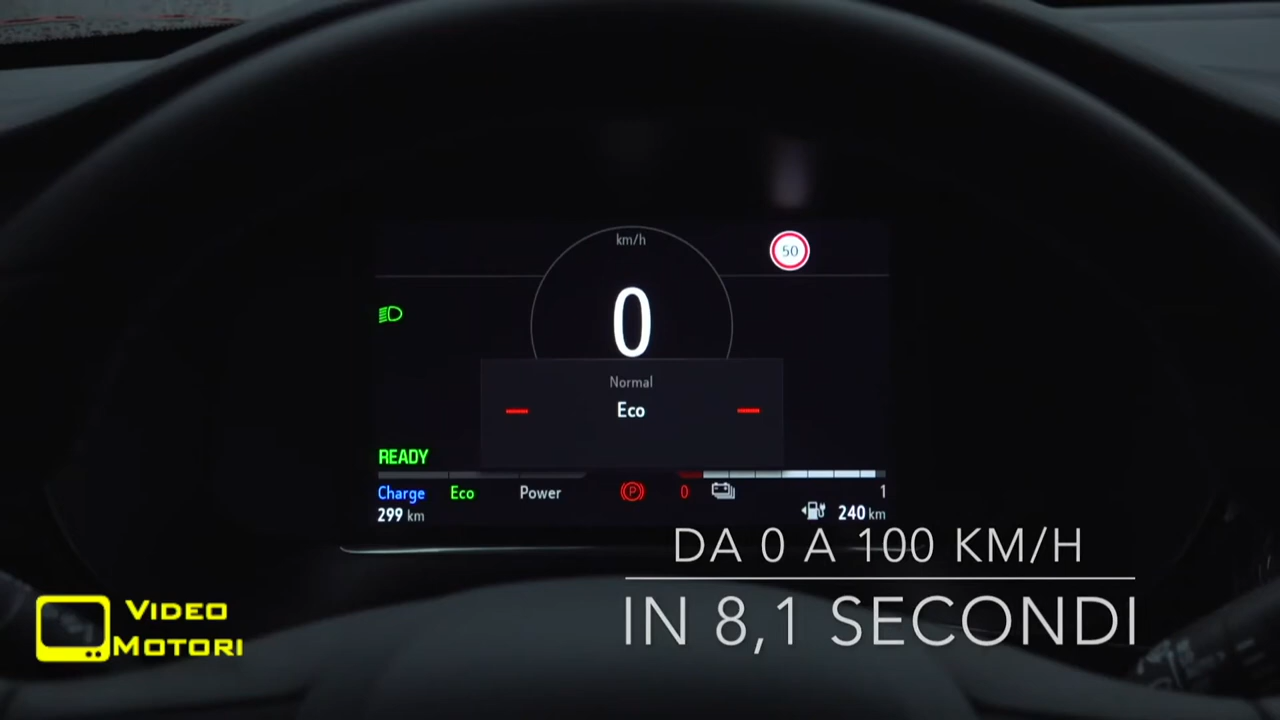 km/h
50
0
Normal
Eco
READY
Charge Eco Power P 0 1
299 km
240 km
DA 0 A 100 KM/H
IN 8,1 SECONDI
VIDEO
MOTORI